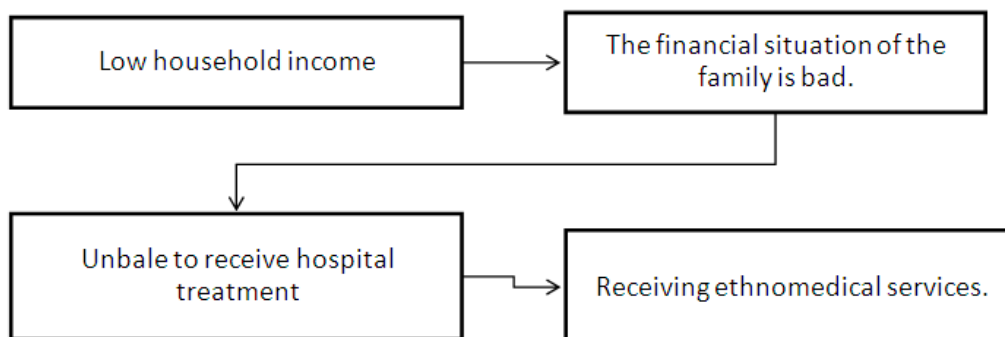 Low household income
The financial situation of the
family is bad.
Unbale to receive hospital
treatment
Receiving ethnomedical services.